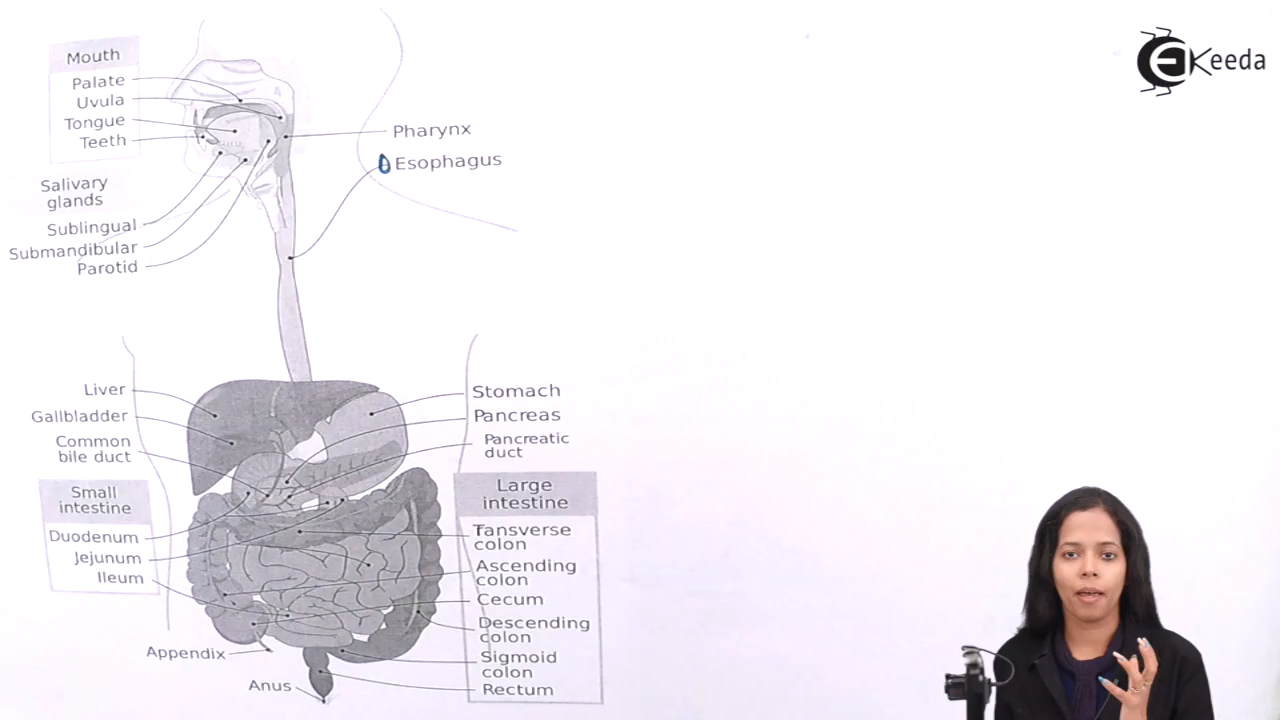 Mouth
Palate
Uvula
Tongue
Teeth
Salivary
glands
Sublingual
Submandibular
Parotid
Pharynx
Esophagus
Liver
Gallbladder
Common
bile duct
Small
intestine
Duodenum
Jejunum
Ileum
Appendix
Anus
Stomach
Pancreas
Pancreatic
duct
Large
intestine
Tansverse
colon
Ascending
colon
Cecum
Descending
colon
Sigmoid
colon
Rectum
EKeeda